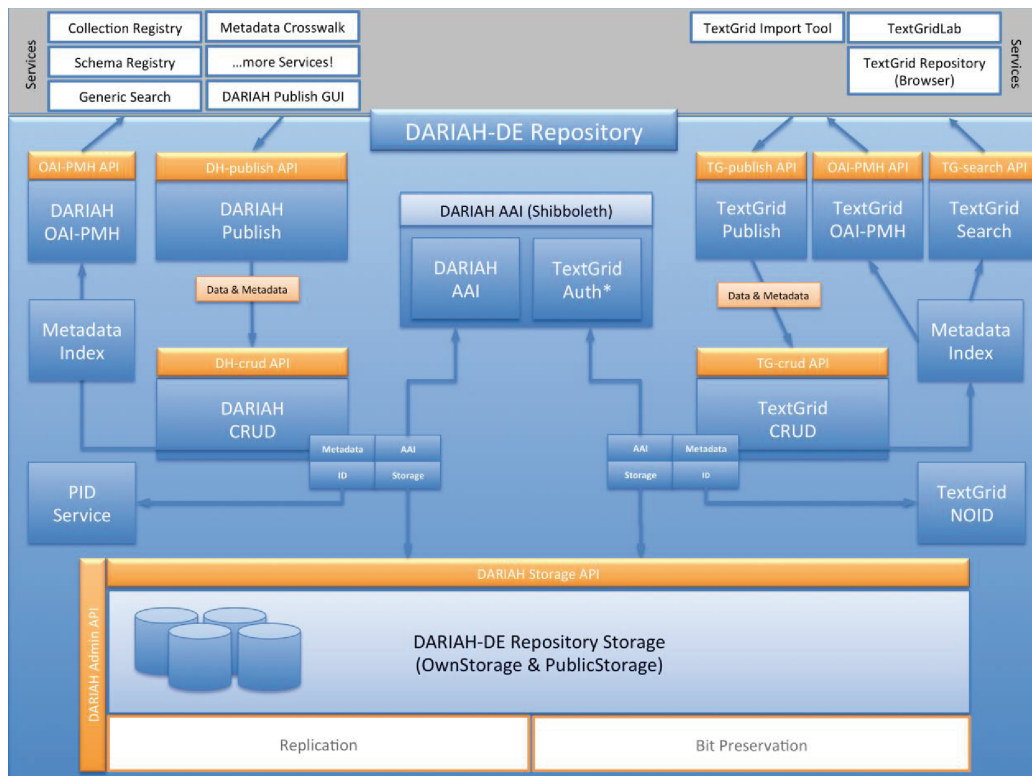 Services
Collection Registry
Metadata Crosswalk
Schema Registry
...more Services!
Generic Search
DARIAH Publish GUI
TextGrid Import Tool
TextGridLab
TextGrid Repository
(Browser)
Services
DARIAH-DE Repository
OAI-PMH API
DARIAH
OAI-PMH
DH-publish API
DARIAH
Publish
DARIAH AAI (Shibboleth)
DARIAH
AAI
TextGrid
Auth*
TG-publish API
TextGrid
Publish
OAI-PMH API
TextGrid
OAI-PMH
TG-search API
TextGrid
Search
Data & Metadata
Data & Metadata
Metadata
Index
Metadata
Index
DH-crud API
DARIAH
CRUD
TG-crud API
TextGrid
CRUD
Metadata
AAI
ID
Storage
AAI
Metadata
Storage
ID
PID
Service
TextGrid
NOID
DARIAH Storage API
DARIAH Admin API
DARIAH-DE Repository Storage
(OwnStorage & PublicStorage)
Replication
Bit Preservation